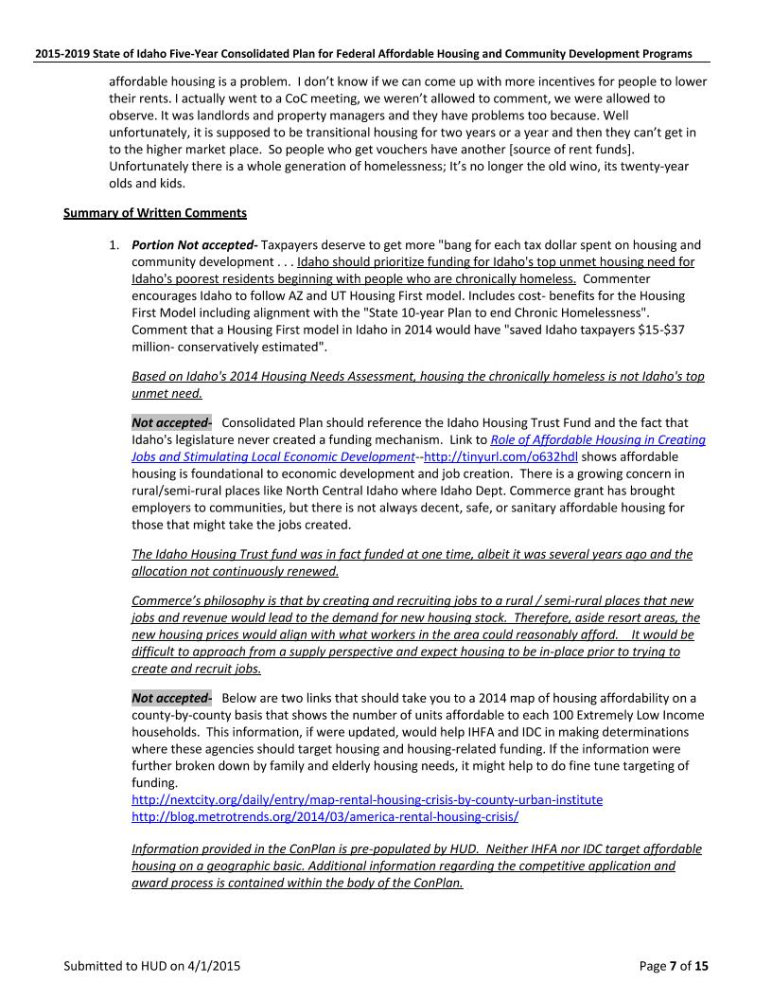 2015-2019 State of Idaho Five-Year Consolidated Plan for Federal Affordable Housing and Community Development Programs
affordable housing is a problem.  I don’t know if we can come up with more incentives for people to lower
their rents. I actually went to a CoC meeting, we weren’t allowed to comment, we were allowed to
observe. It was landlords and property managers and they have problems too because. Well
unfortunately, it is supposed to be transitional housing for two years or a year and then they can’t get in
to the higher market place.  So people who get vouchers have another [source of rent funds].
Unfortunately there is a whole generation of homelessness; It’s no longer the old wino, its twenty-year
olds and kids.
Summary of Written Comments
1. Portion Not accepted- Taxpayers deserve to get more "bang for each tax dollar spent on housing and
community development . . . Idaho should prioritize funding for Idaho's top unmet housing need for
Idaho's poorest residents beginning with people who are chronically homeless.  Commenter
encourages Idaho to follow AZ and UT Housing First model. Includes cost- benefits for the Housing
First Model including alignment with the "State 10-year Plan to end Chronic Homelessness".
Comment that a Housing First model in Idaho in 2014 would have "saved Idaho taxpayers $15-$37
million- conservatively estimated".
Based on Idaho's 2014 Housing Needs Assessment, housing the chronically homeless is not Idaho's top
unmet need.
Not accepted-   Consolidated Plan should reference the Idaho Housing Trust Fund and the fact that
Idaho's legislature never created a funding mechanism.  Link to Role of Affordable Housing in Creating
Jobs and Stimulating Local Economic Development--http://tinyurl.com/o632hdl shows affordable
housing is foundational to economic development and job creation.  There is a growing concern in
rural/semi-rural places like North Central Idaho where Idaho Dept. Commerce grant has brought
employers to communities, but there is not always decent, safe, or sanitary affordable housing for
those that might take the jobs created.
The Idaho Housing Trust fund was in fact funded at one time, albeit it was several years ago and the
allocation not continuously renewed.
Commerce’s philosophy is that by creating and recruiting jobs to a rural / semi-rural places that new
jobs and revenue would lead to the demand for new housing stock.  Therefore, aside resort areas, the
new housing prices would align with what workers in the area could reasonably afford.   It would be
difficult to approach from a supply perspective and expect housing to be in-place prior to trying to
create and recruit jobs.
Not accepted-   Below are two links that should take you to a 2014 map of housing affordability on a
county-by-county basis that shows the number of units affordable to each 100 Extremely Low Income
households.  This information, if were updated, would help IHFA and IDC in making determinations
where these agencies should target housing and housing-related funding. If the information were
further broken down by family and elderly housing needs, it might help to do fine tune targeting of
funding.
http://nextcity.org/daily/entry/map-rental-housing-crisis-by-county-urban-institute
http://blog.metrotrends.org/2014/03/america-rental-housing-crisis/
Information provided in the ConPlan is pre-populated by HUD.  Neither IHFA nor IDC target affordable
housing on a geographic basic. Additional information regarding the competitive application and
award process is contained within the body of the ConPlan.
Submitted to HUD on 4/1/2015
Page 7 of 15